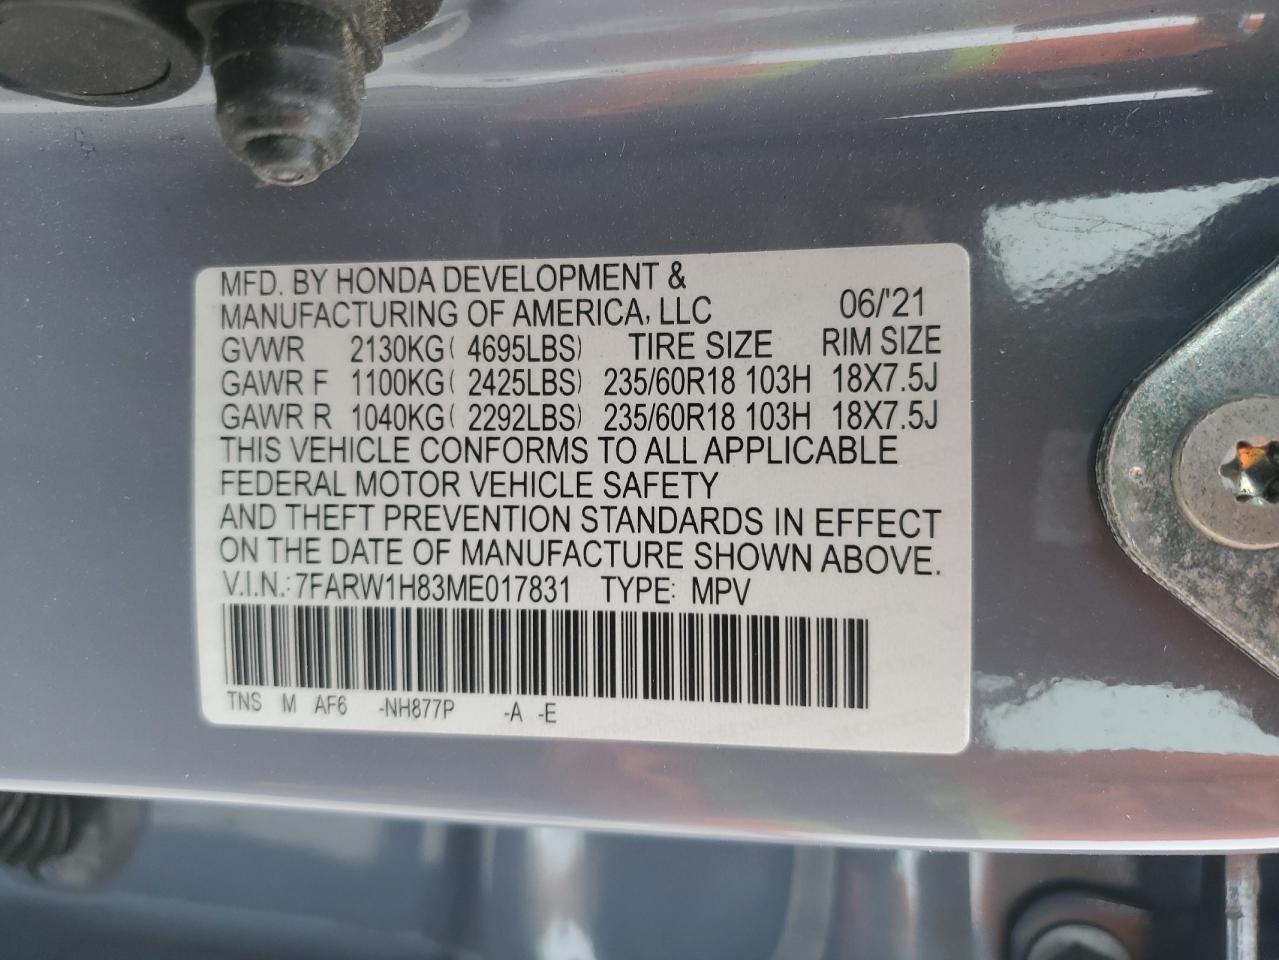 MFD. BY HONDA DEVELOPMENT &
MANUFACTURING OF AMERICA, LLC 06/'21
GVWR 2130KG( 4695LBS) TIRE SIZE RIM SIZE
GAWR F 1100KG( 2425LBS) 235/60R18 103H 18X7.5J
GAWR R 1040KG( 2292LBS) 235/60R18 103H 18X7.5J
THIS VEHICLE CONFORMS TO ALL APPLICABLE
FEDERAL MOTOR VEHICLE SAFETY
AND THEFT PREVENTION STANDARDS IN EFFECT
ON THE DATE OF MANUFACTURE SHOWN ABOVE.
V.I.N.: 7FARW1H83ME017831 TYPE: MPV
TNS M AF6 -NH877P -A -E